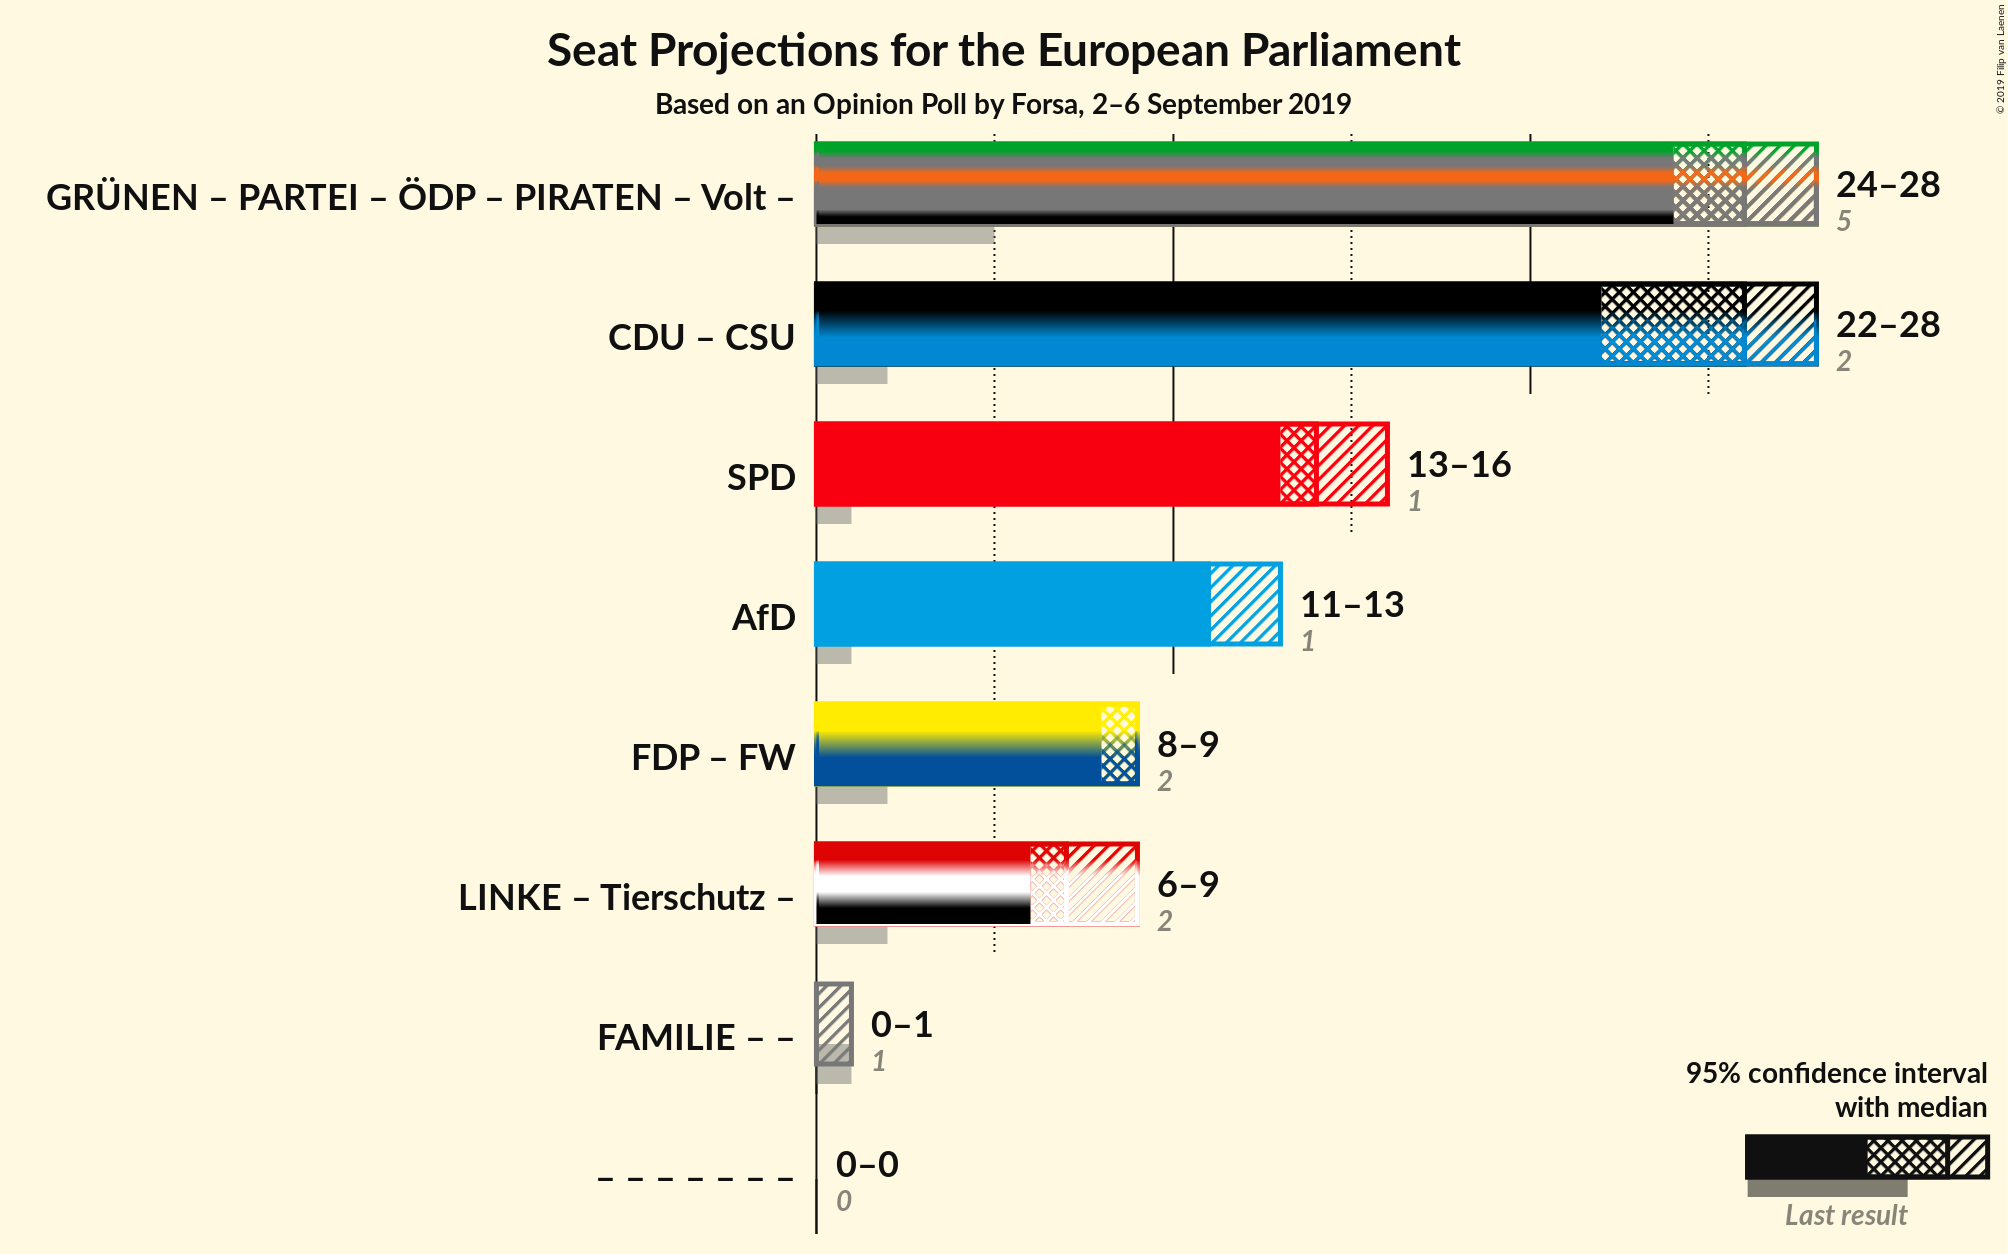 Seat Projections for the European Parliament
Based on an Opinion Poll by Forsa, 2–6 September 2019
© 2019 Filip van Laenen
GRÜNEN – PARTEI – ÖDP – PIRATEN – Volt –
24–28
5
CDU – CSU
22–28
2
SPD
13–16
1
AfD
11–13
1
FDP – FW
8–9
2
LINKE – Tierschutz –
6–9
2
FAMILIE – –
0–1
1
– – – – – – –
0–0
0
95% confidence interval
with median
Last result